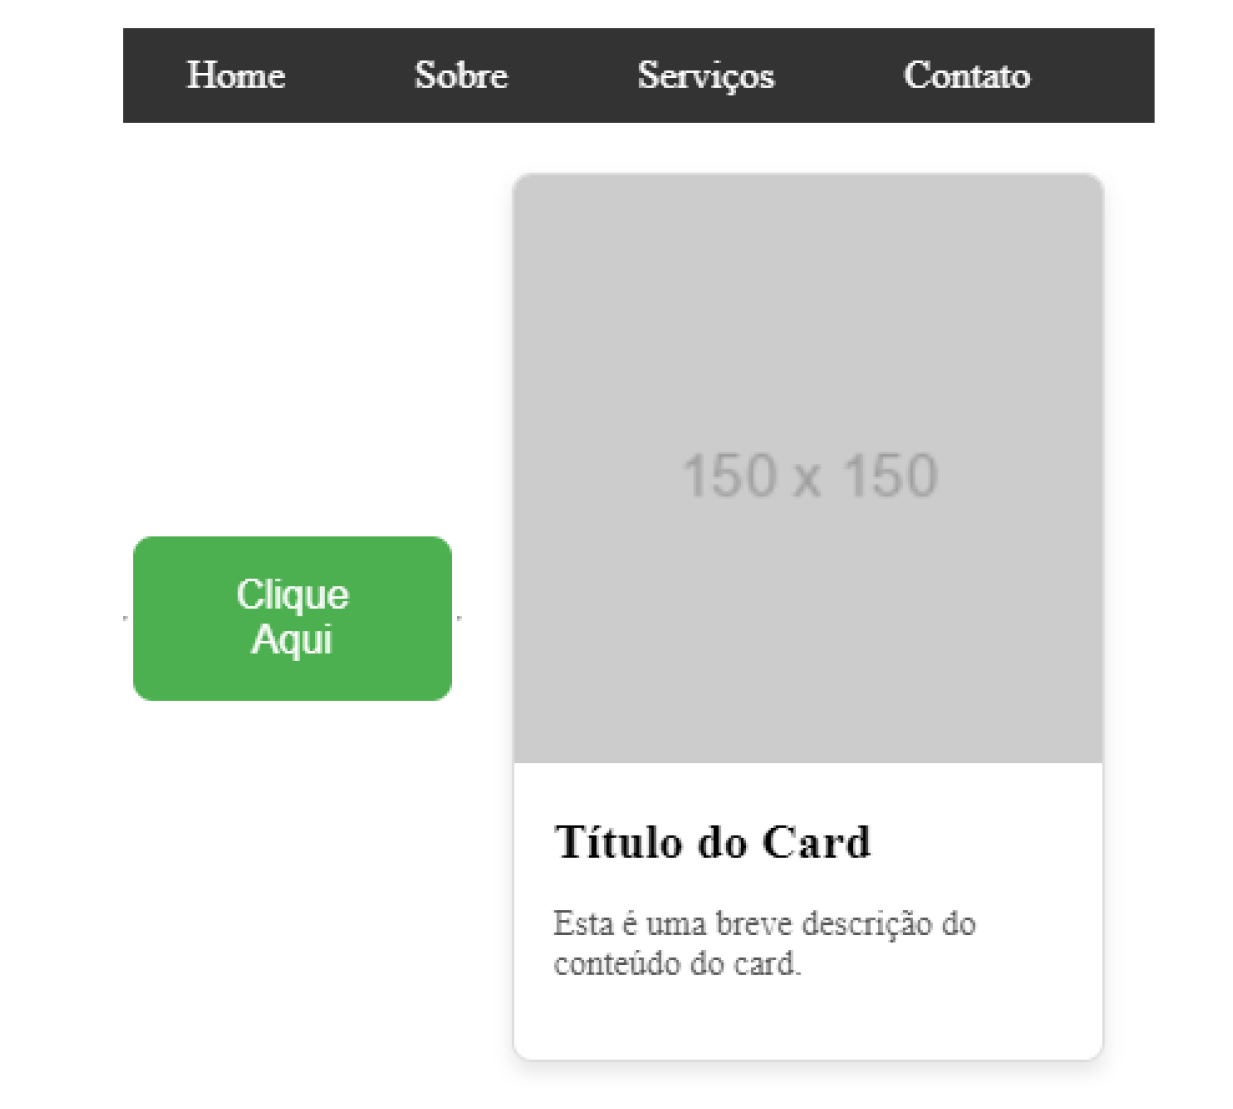 Home Sobre Serviços Contato
150 x 150
Clique
Aqui
Título do Card
Esta é uma breve descrição do
conteúdo do card.